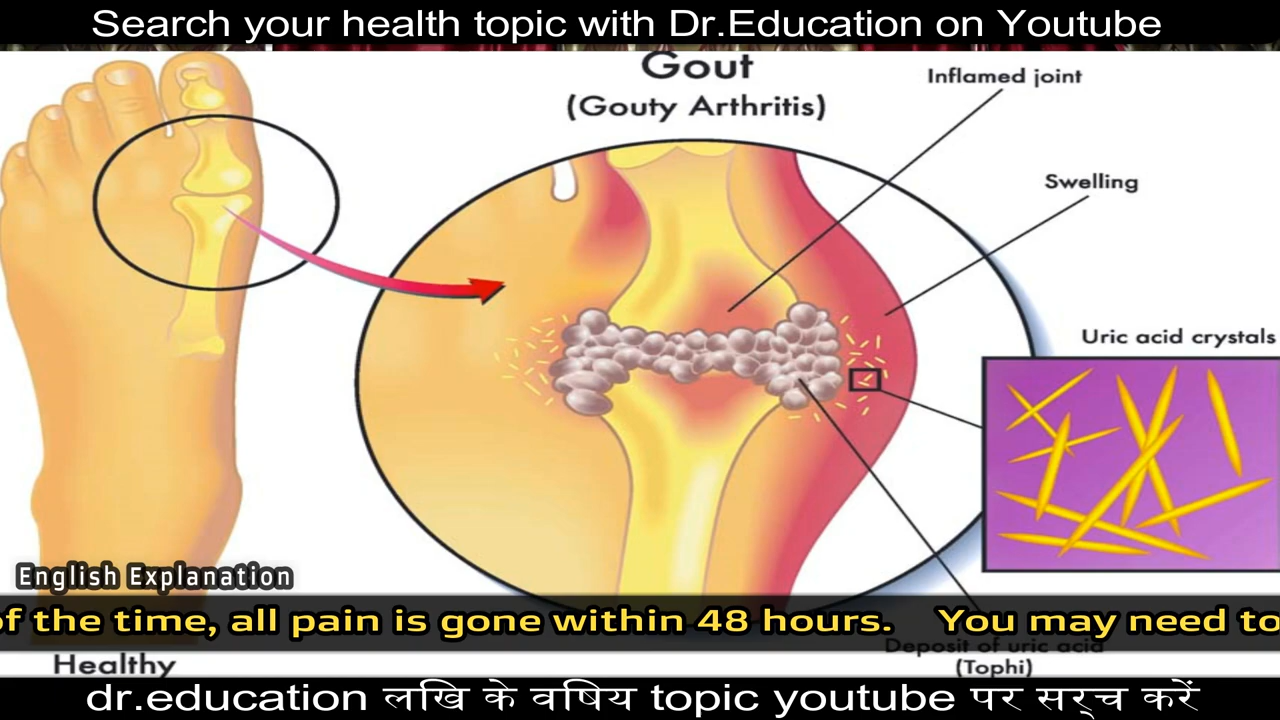 Search your health topic with Dr.Education on Youtube
Gout
(Gouty Arthritis)
Inflamed joint
Swelling
Uric acid crystals
English Explanation
of the time, all pain is gone within 48 hours. You may need to
Deposit of uric acid
(Tophi)
Healthy
dr.education लखि के वषिय topic youtube पर सर्च करें